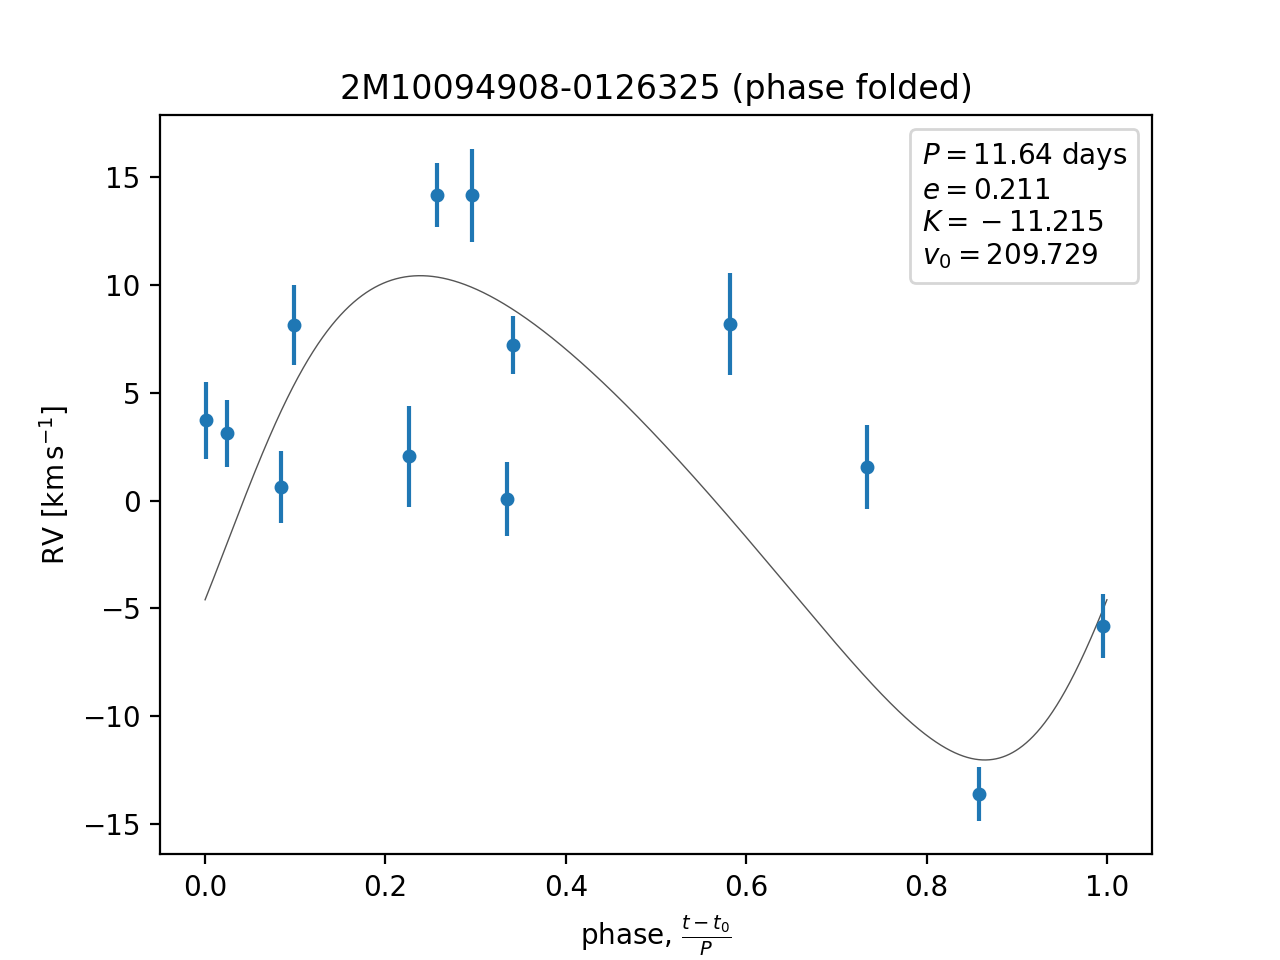 2M10094908-0126325 (phase folded)
P = 11.64 days
e = 0.211
K = −11.215
v₀ = 209.729
RV [km s⁻¹]
15
10
5
0
−5
−10
−15
0.0 0.2 0.4 0.6 0.8 1.0
phase, (t − t₀)/P